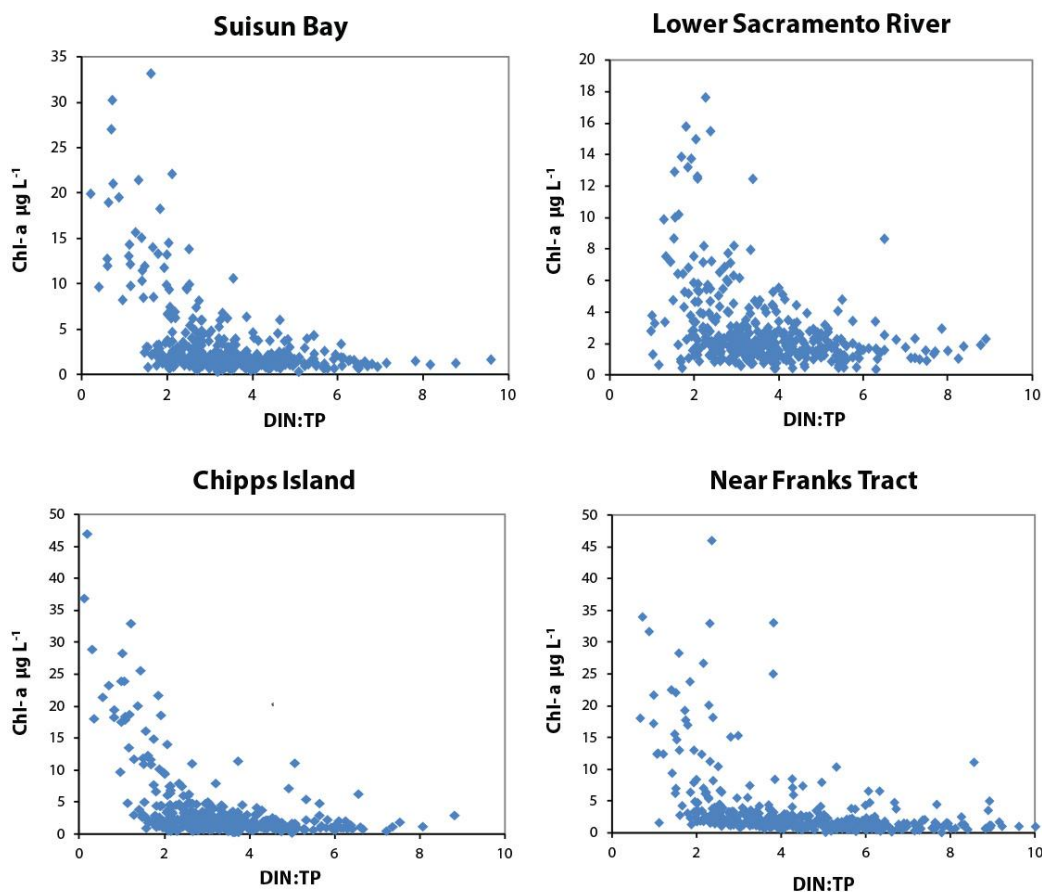 Suisun Bay
35
30
25
20
15
10
5
0
Chl-a µg L⁻¹
0 2 4 6 8 10
DIN:TP
Lower Sacramento River
20
18
16
14
12
10
8
6
4
2
0
Chl-a µg L⁻¹
0 2 4 6 8 10
DIN:TP
Chipps Island
50
45
40
35
30
25
20
15
10
5
0
Chl-a µg L⁻¹
0 2 4 6 8 10
DIN:TP
Near Franks Tract
50
45
40
35
30
25
20
15
10
5
0
Chl-a µg L⁻¹
0 2 4 6 8 10
DIN:TP